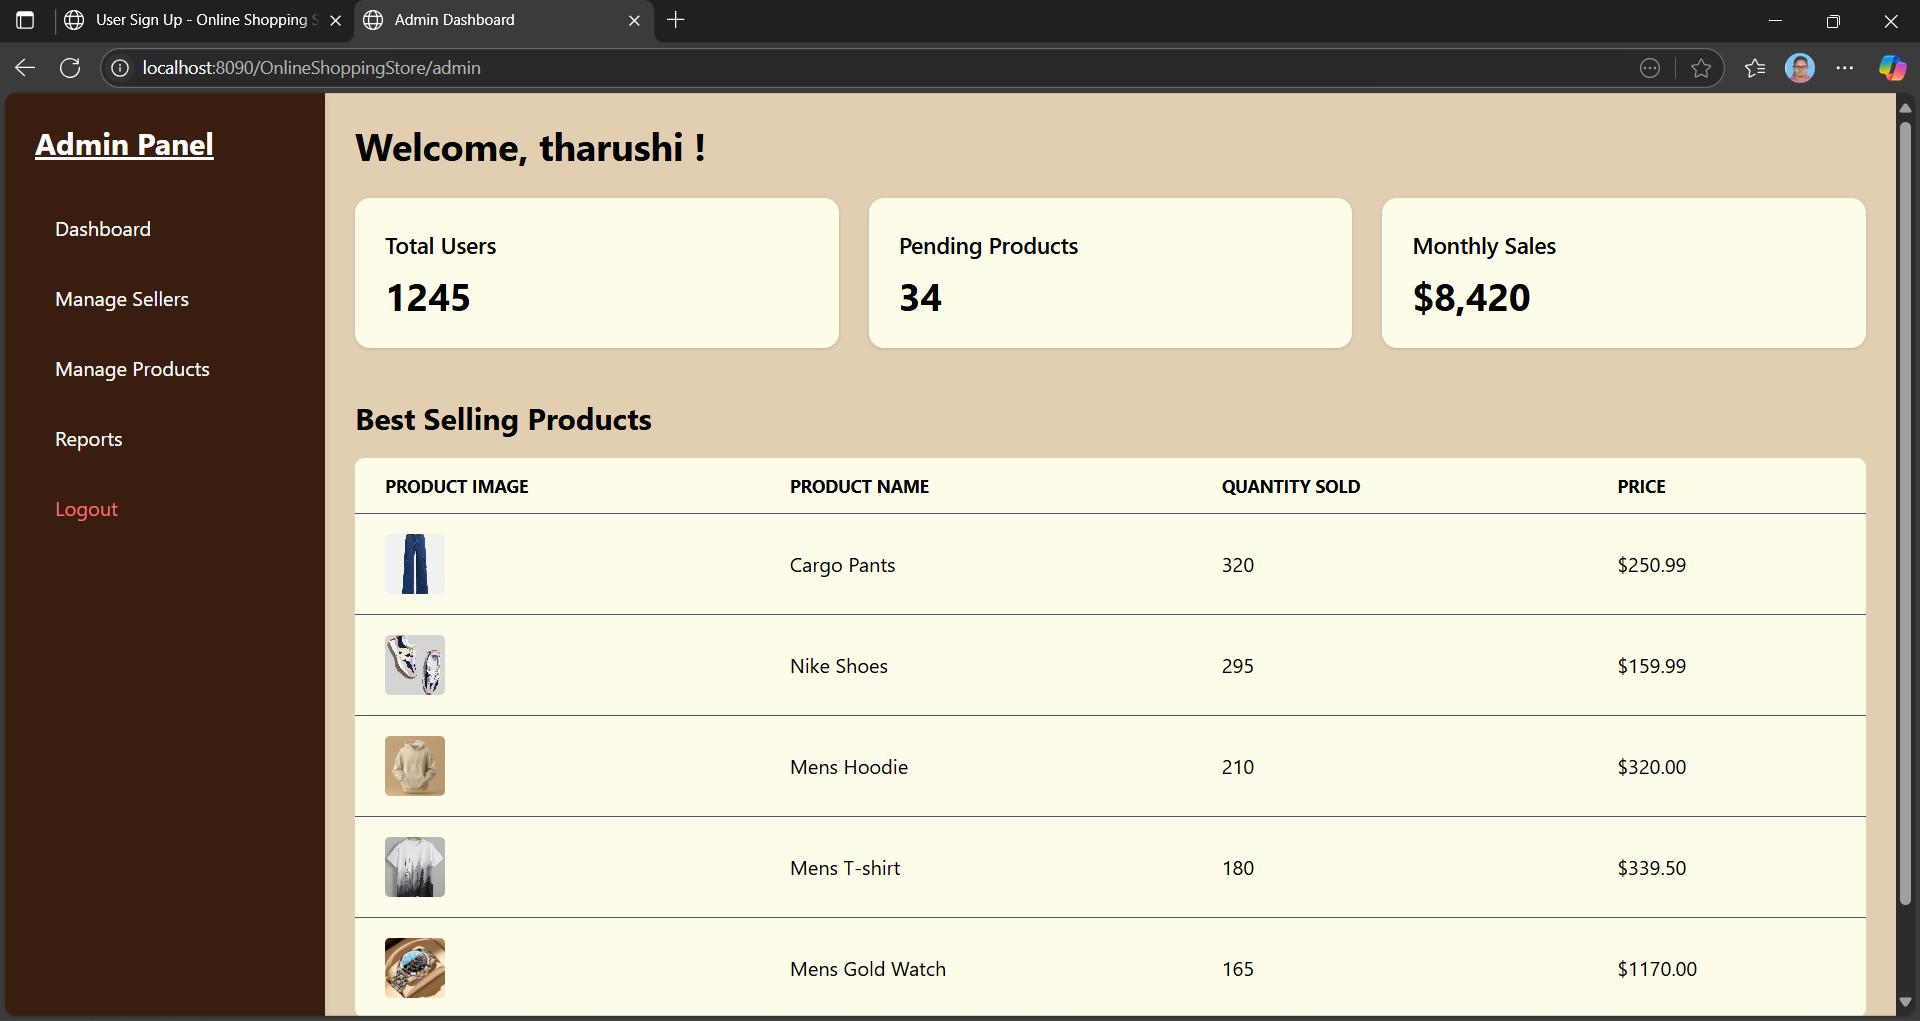 User Sign Up - Online Shopping S
Admin Dashboard
localhost:8090/OnlineShoppingStore/admin
Admin Panel
Dashboard
Manage Sellers
Manage Products
Reports
Logout
Welcome, tharushi !
Total Users
1245
Pending Products
34
Monthly Sales
$8,420
Best Selling Products
PRODUCT IMAGE PRODUCT NAME QUANTITY SOLD PRICE
Cargo Pants 320 $250.99
Nike Shoes 295 $159.99
Mens Hoodie 210 $320.00
Mens T-shirt 180 $339.50
Mens Gold Watch 165 $1170.00